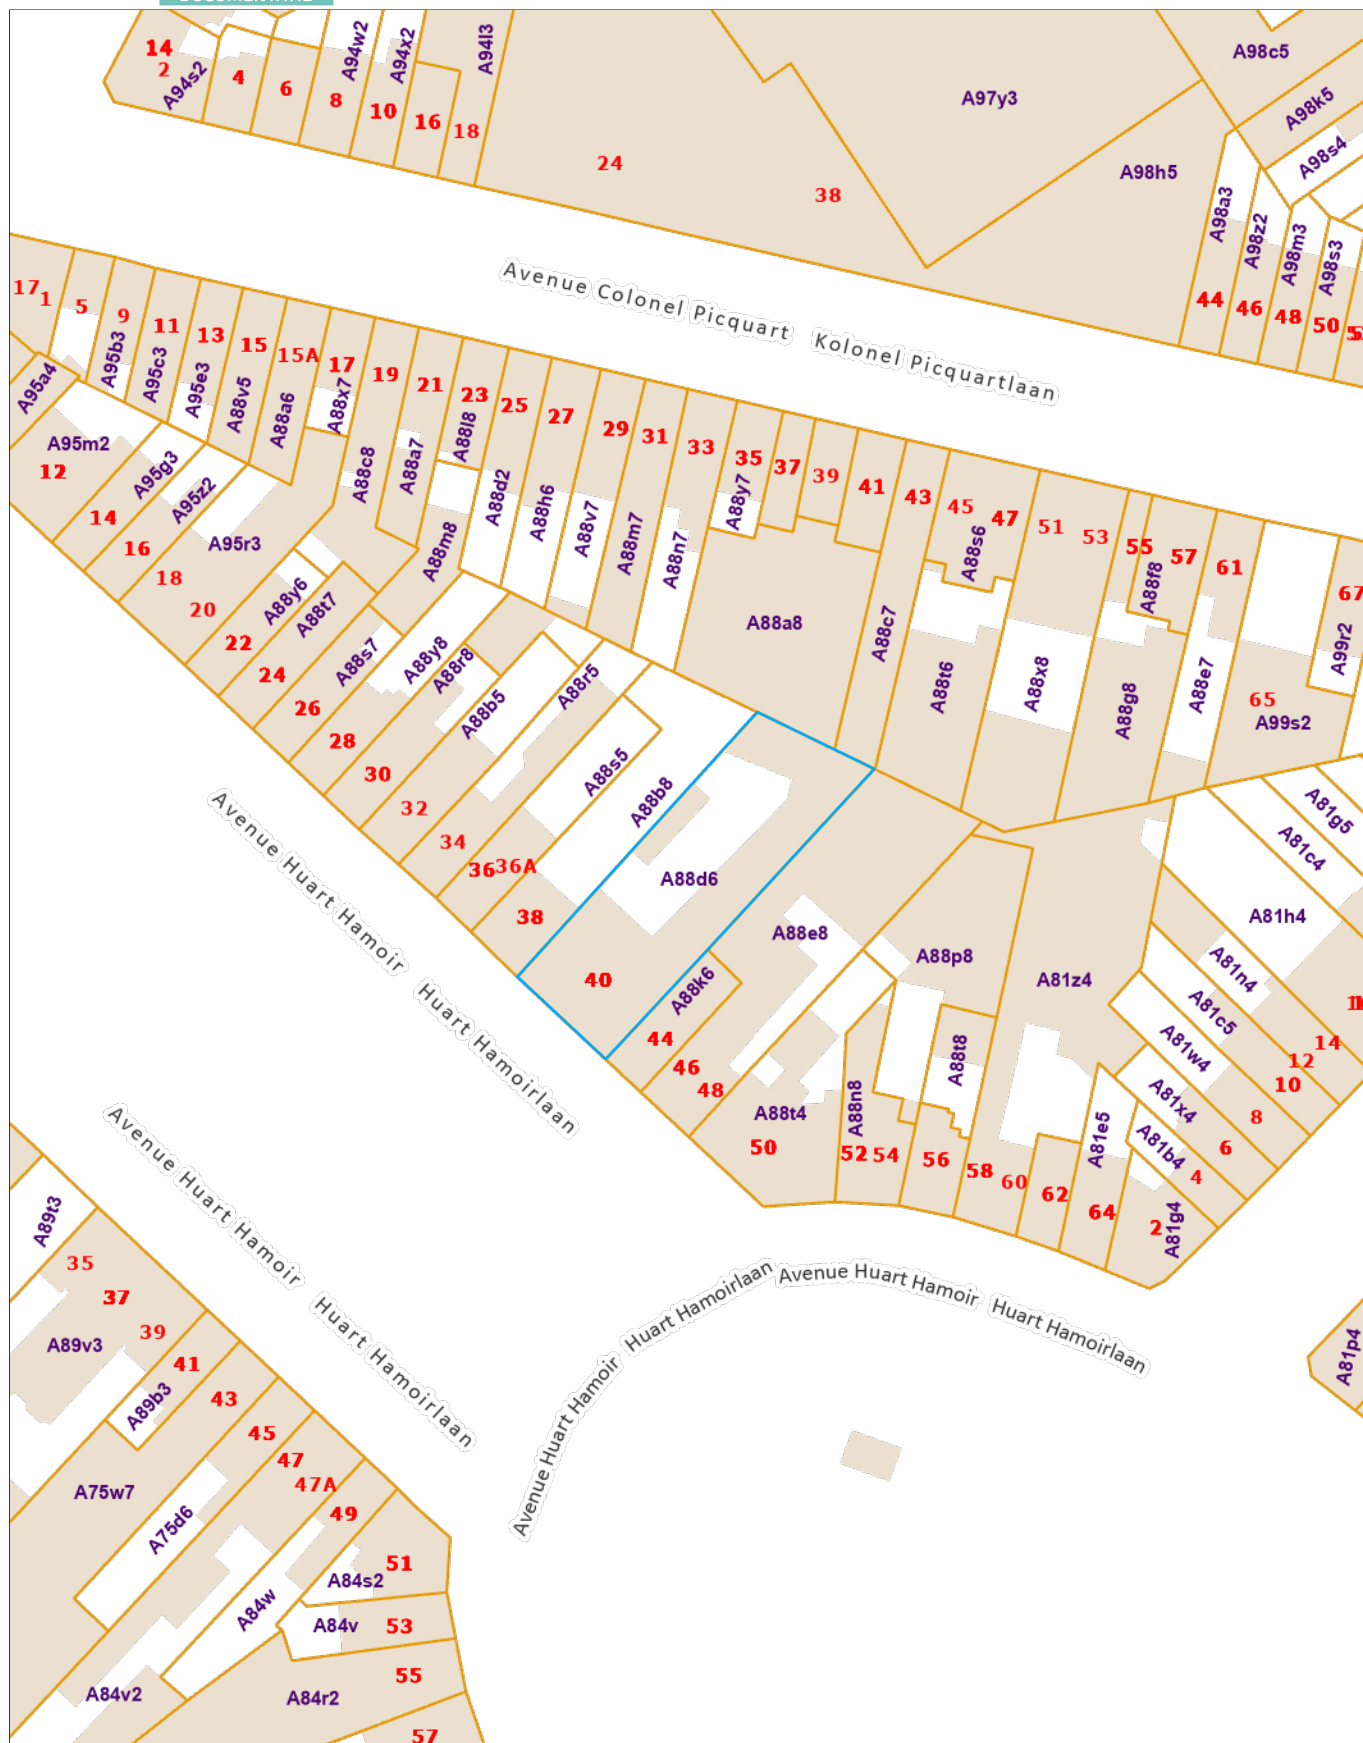 A94w2
A94x2
A94l3
A98c5
14
2
A94s2
4
6
8
10
16
18
24
38
A97y3
A98k5
A98s4
A98h5
A98a3
A98z2
A98m3
A98s3
44
46
48
50
Avenue Colonel Picquart Kolonel Picquartlaan
17
1
5
9
11
13
15
15A
17
19
21
23
25
27
29
31
33
35
37
39
41
43
45
47
51
53
55
57
61
67
65
A95a4
A95b3
A95c3
A95e3
A88v5
A88a6
A88x7
A88c8
A88a7
A88l8
A88d2
A88h6
A88v7
A88m7
A88n7
A88y7
A88a8
A88c7
A88s6
A88t6
A88x8
A88f8
A88g8
A88e7
A99r2
A99s2
A95m2
12
A95g3
14
A95z2
16
18
A95r3
20
A88y6
22
A88t7
24
A88m8
A88s7
26
A88y8
28
A88r8
30
A88b5
32
A88r5
34
A88s5
36
36A
A88b8
38
A88d6
40
A88k6
44
46
48
A88e8
A88p8
A88t4
50
A88n8
52
54
A88t8
56
58
60
62
64
A81z4
A81e5
A81g5
A81c4
A81h4
A81n4
A81c5
A81w4
A81x4
A81b4
A81g4
14
12
10
8
6
4
2
A81p4
Avenue Huart Hamoir Huart Hamoirlaan
Avenue Huart Hamoir Huart Hamoirlaan
Avenue Huart Hamoir Huart Hamoirlaan
Avenue Huart Hamoir Huart Hamoirlaan
A89t3
35
37
39
A89v3
41
A89b3
43
45
47
47A
49
51
53
55
57
A75w7
A75d6
A84w
A84s2
A84v
A84v2
A84r2